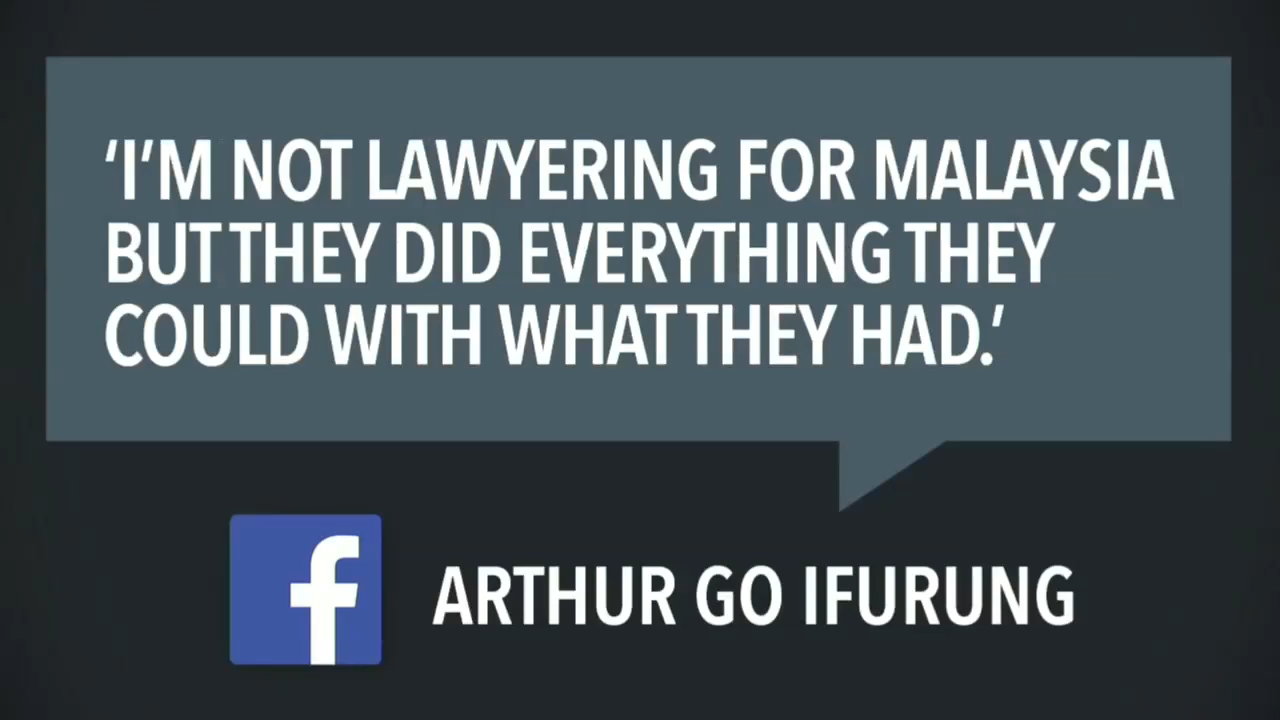 ‘I’M NOT LAWYERING FOR MALAYSIA
BUT THEY DID EVERYTHING THEY
COULD WITH WHAT THEY HAD.’
f ARTHUR GO IFURUNG